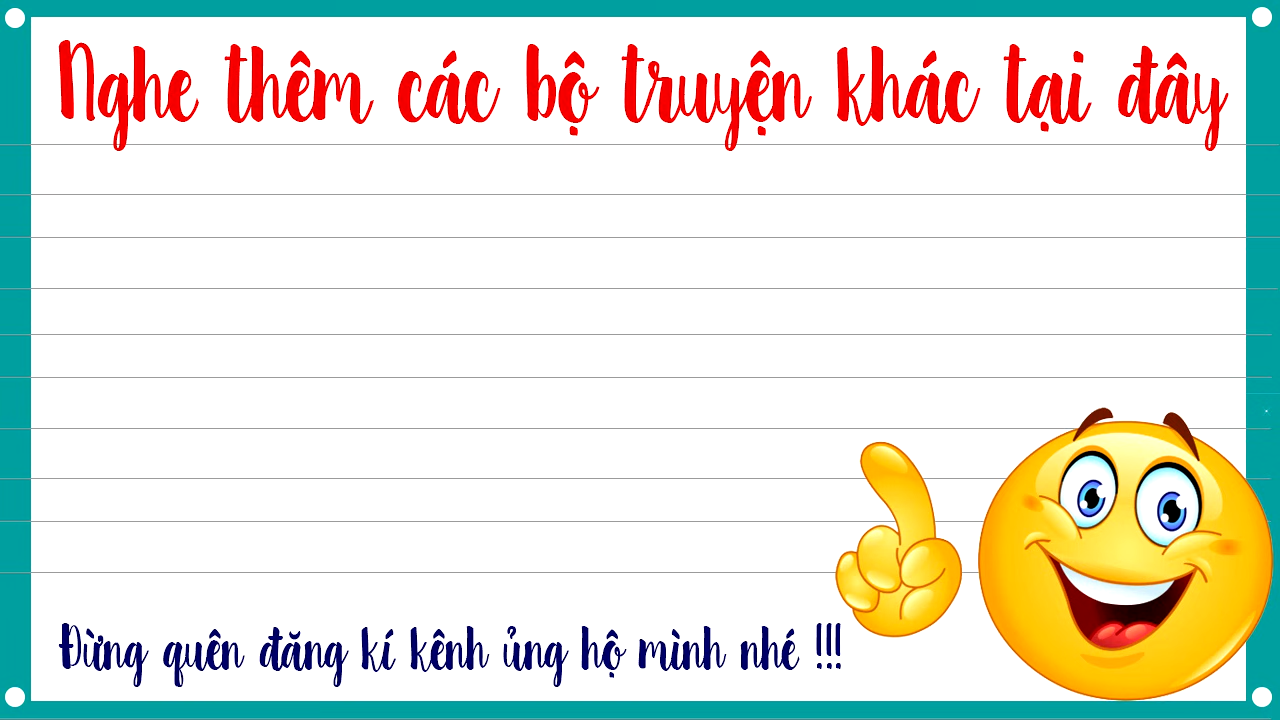 Nghe thêm các bộ truyện khác tại đây
Đừng quên đăng kí kênh ủng hộ mình nhé !!!